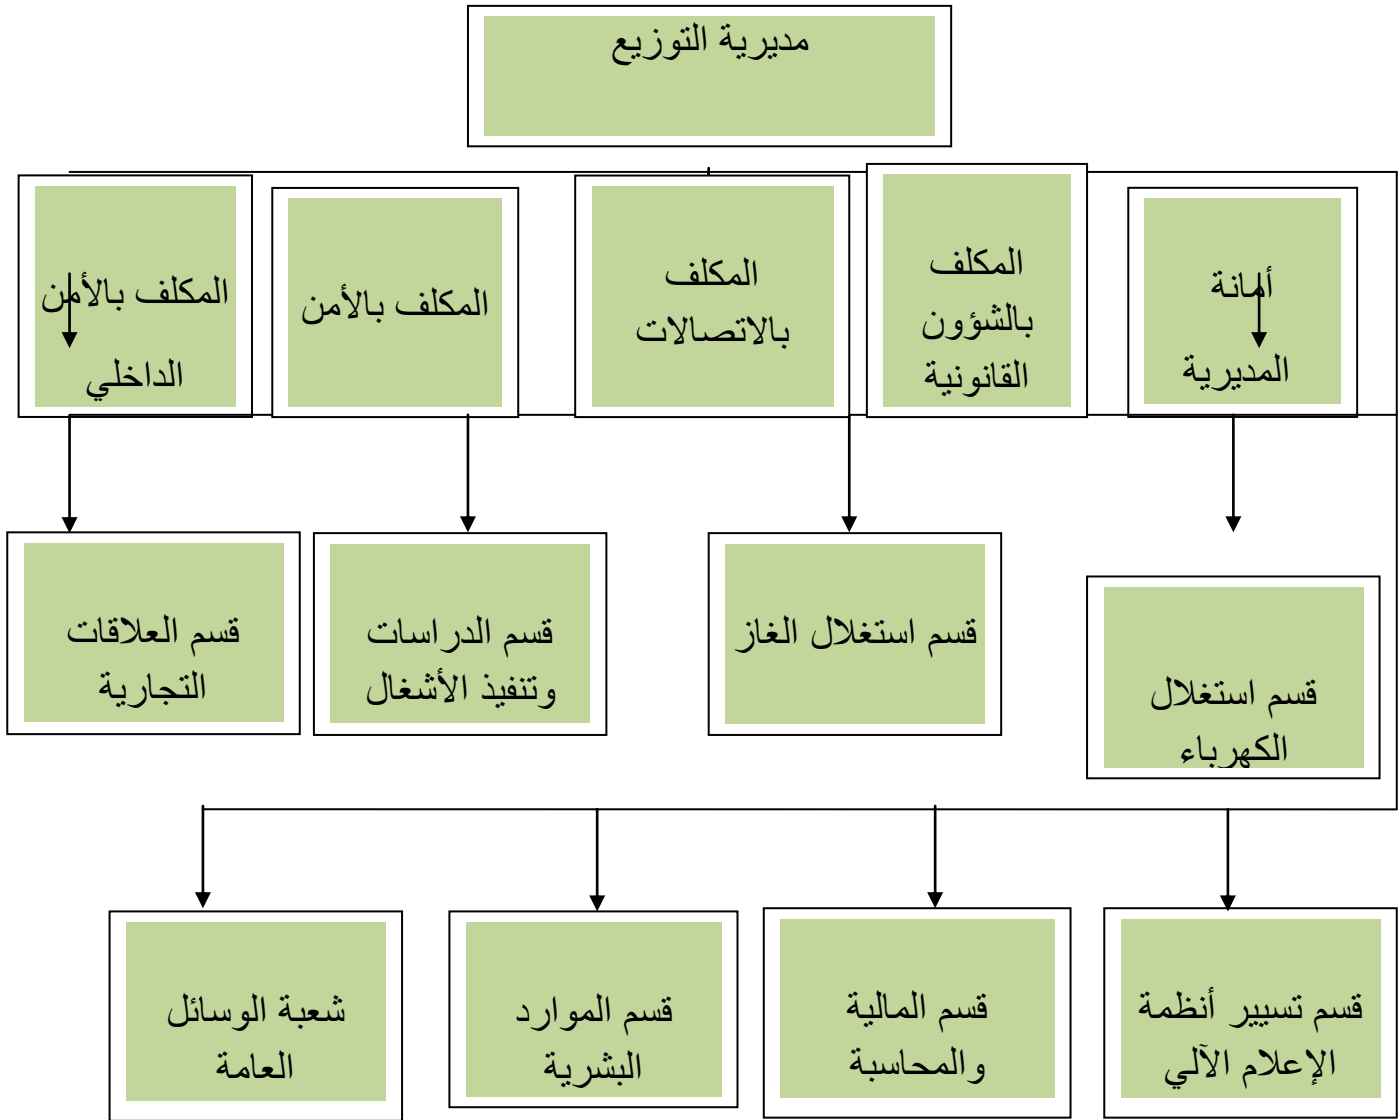 مديرية التوزيع
أمانة
المديرية
المكلف
بالشؤون
القانونية
المكلف
بالاتصالات
المكلف بالأمن
المكلف بالأمن
الداخلي
قسم استغلال
الكهرباء
قسم استغلال الغاز
قسم الدراسات
وتنفيذ الأشغال
قسم العلاقات
التجارية
قسم تسيير أنظمة
الإعلام الآلي
قسم المالية
والمحاسبة
قسم الموارد
البشرية
شعبة الوسائل
العامة